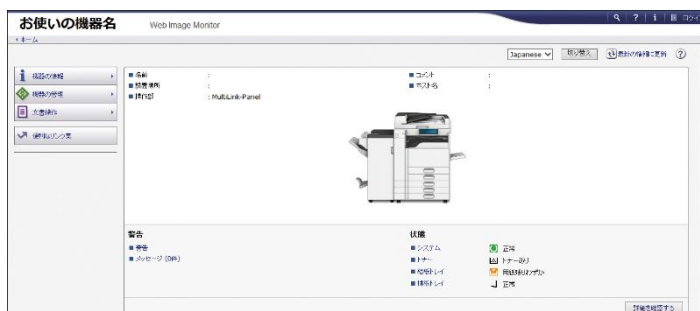 お使いの機器名 Web Image Monitor ログイン
ホーム
Japanese 切り替え 最新の情報に更新
機器の情報
機器の管理
文書操作
便利なリンク集
名前 :
設置場所 :
操作部 : MultiLink-Panel
コメント :
ホスト名 :
警告
警告
メッセージ (0件)
状態
システム 正常
トナー トナー残り
給紙トレイ 用紙残りわずか
排紙トレイ 正常
詳細を確認する